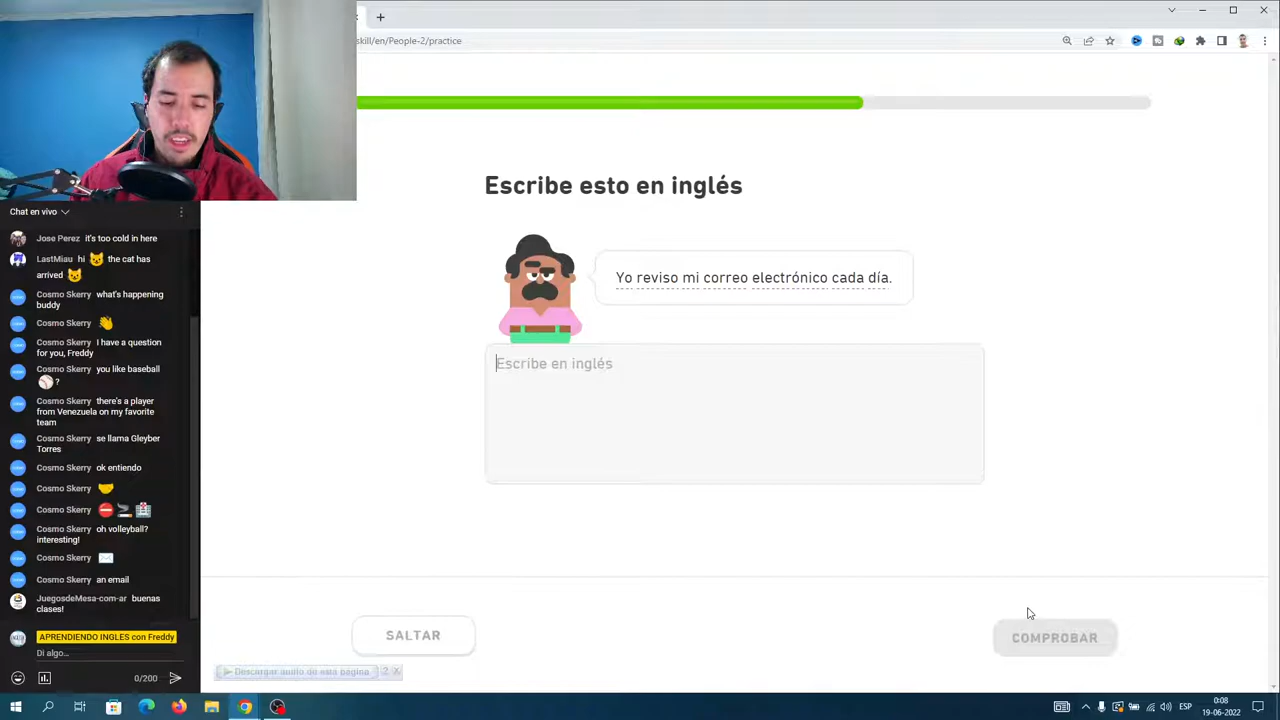 skill/en/People-2/practice
Escribe esto en inglés
Yo reviso mi correo electrónico cada día.
Escribe en inglés
SALTAR
COMPROBAR
Descargar audio de esta página
? X
Chat en vivo
Jose Perez it's too cold in here
LastMiau hi 😺 the cat has
arrived 😺
Cosmo Skerry what's happening
buddy
Cosmo Skerry 👋
Cosmo Skerry I have a question
for you, Freddy
Cosmo Skerry you like baseball
⚾ ?
Cosmo Skerry there's a player
from Venezuela on my favorite
team
Cosmo Skerry se llama Gleyber
Torres
Cosmo Skerry ok entiendo
Cosmo Skerry 🤝
Cosmo Skerry ⛔🚬🏥
Cosmo Skerry oh volleyball?
interesting!
Cosmo Skerry ✉️
Cosmo Skerry an email
JuegosdeMesa-com-ar buenas
clases!
APRENDIENDO INGLES con Freddy
Di algo...
0/200
ESP
0:08
19-06-2022